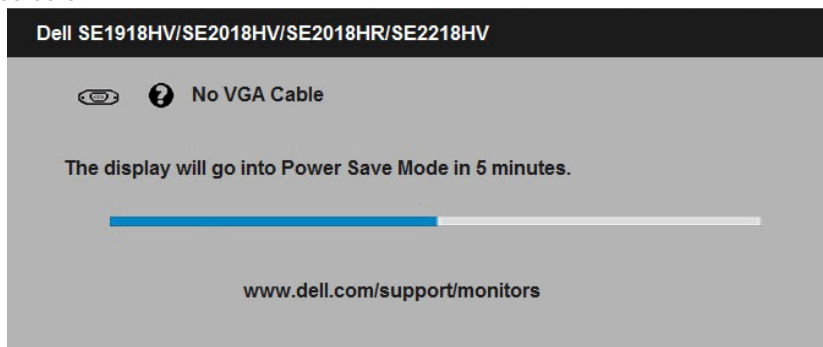 Dell SE1918HV/SE2018HV/SE2018HR/SE2218HV
No VGA Cable
The display will go into Power Save Mode in 5 minutes.
www.dell.com/support/monitors